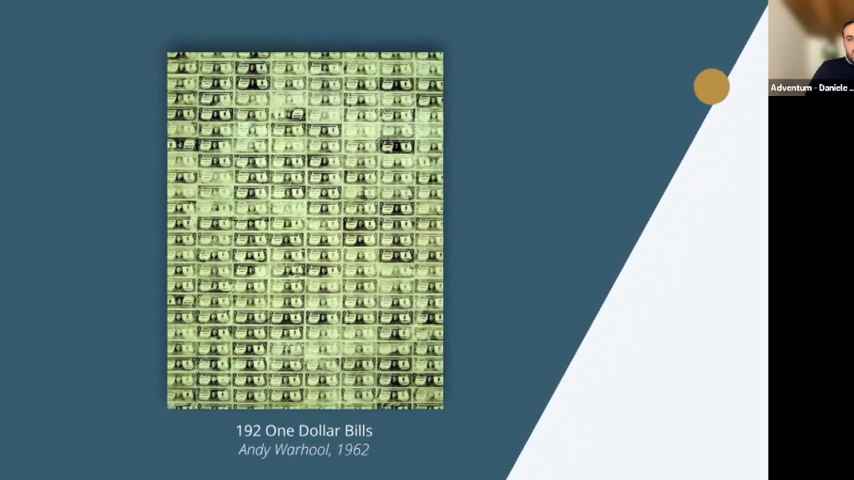 192 One Dollar Bills
Andy Warhool, 1962
Adventum - Daniele ...